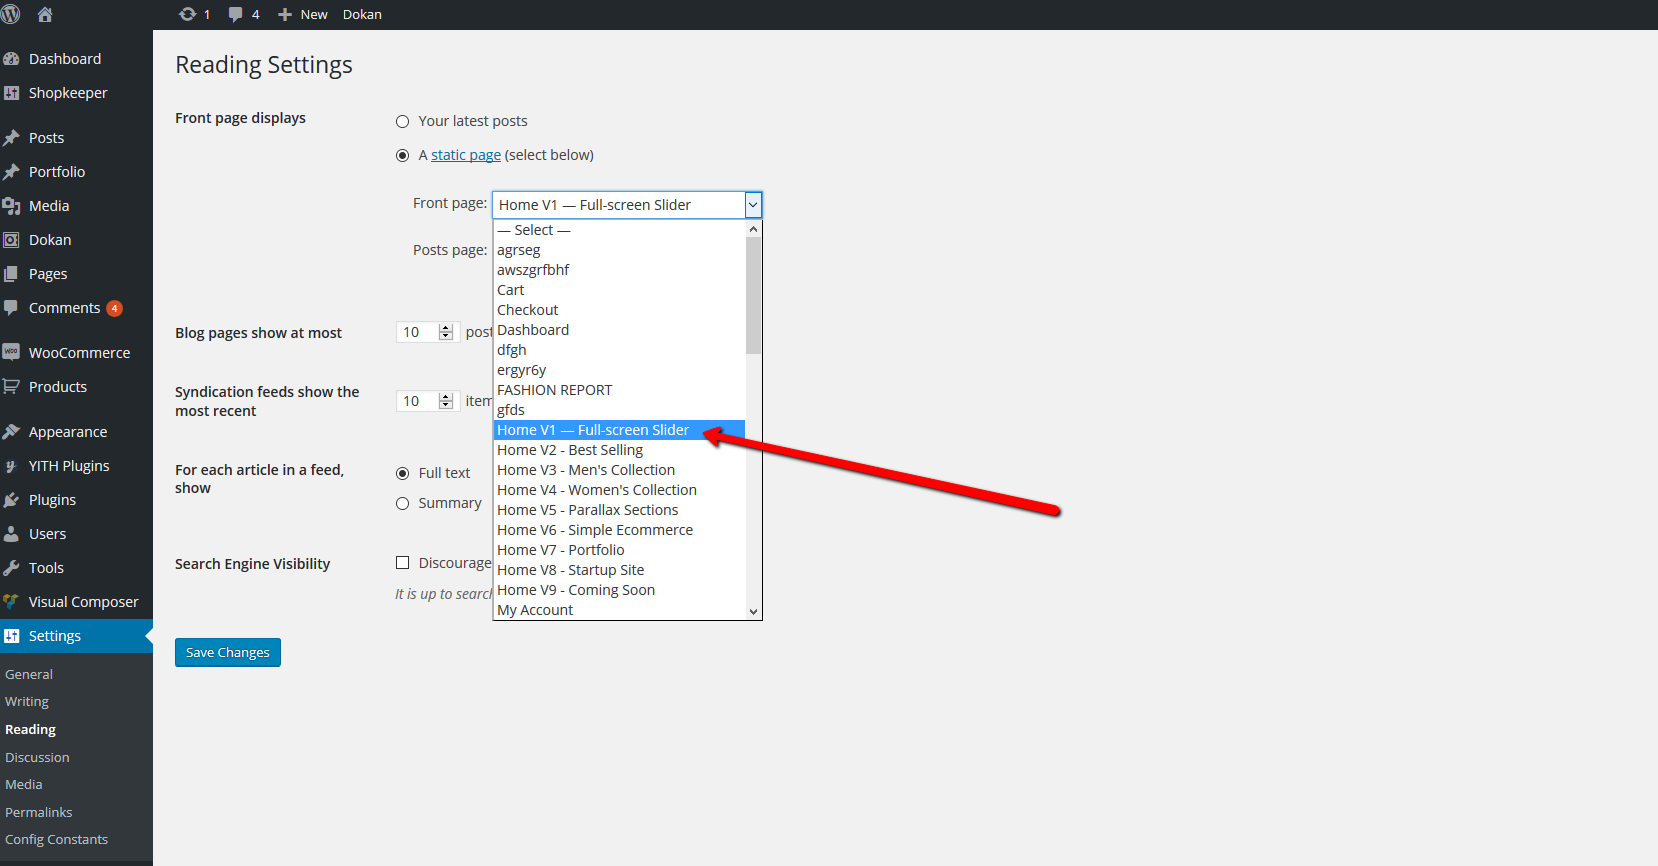 1 4 New Dokan
Dashboard
Shopkeeper
Posts
Portfolio
Media
Dokan
Pages
Comments 4
WooCommerce
Products
Appearance
YITH Plugins
Plugins
Users
Tools
Visual Composer
Settings
General
Writing
Reading
Discussion
Media
Permalinks
Config Constants
Reading Settings
Front page displays
Your latest posts
A static page (select below)
Front page: Home V1 — Full-screen Slider
— Select —
agrseg
awszgrfbhf
Cart
Checkout
Dashboard
dfgh
ergyr6y
FASHION REPORT
gfds
Home V1 — Full-screen Slider
Home V2 - Best Selling
Home V3 - Men's Collection
Home V4 - Women's Collection
Home V5 - Parallax Sections
Home V6 - Simple Ecommerce
Home V7 - Portfolio
Home V8 - Startup Site
Home V9 - Coming Soon
My Account
Posts page:
Blog pages show at most
10 post
Syndication feeds show the
most recent
10 item
For each article in a feed,
show
Full text
Summary
Search Engine Visibility
Discourage
It is up to searc
Save Changes